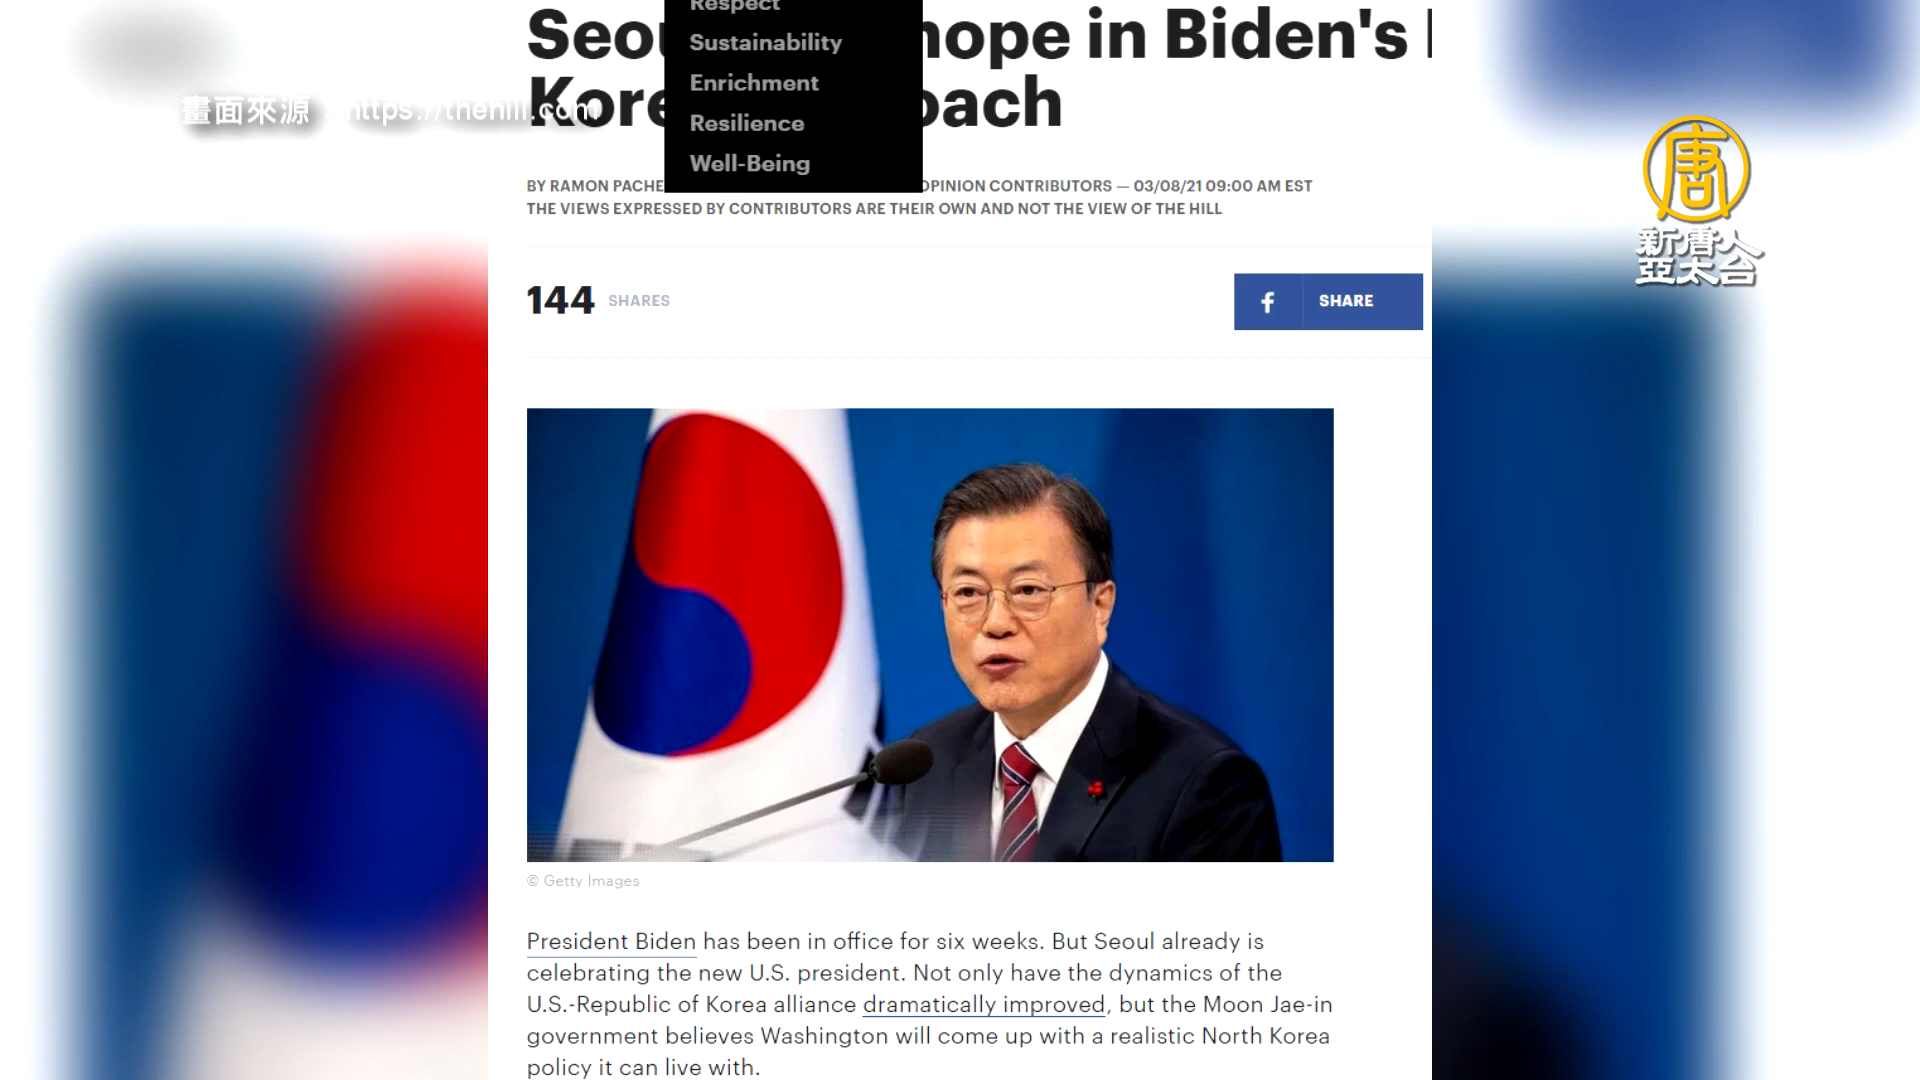 Respect
Sustainability
Enrichment
Resilience
Well-Being
hope in Biden's
畫面來源：https://thehill.com
BY RAMON OPINION CONTRIBUTORS — 03/08/21 09:00 AM EST
THE VIEWS EXPRESSED BY CONTRIBUTORS ARE THEIR OWN AND NOT THE VIEW OF THE HILL
144 SHARES
f SHARE
唐
新唐人
亞太台
© Getty Images
President Biden has been in office for six weeks. But Seoul already is
celebrating the new U.S. president. Not only have the dynamics of the
U.S.-Republic of Korea alliance dramatically improved, but the Moon Jae-in
government believes Washington will come up with a realistic North Korea
policy it can live with.